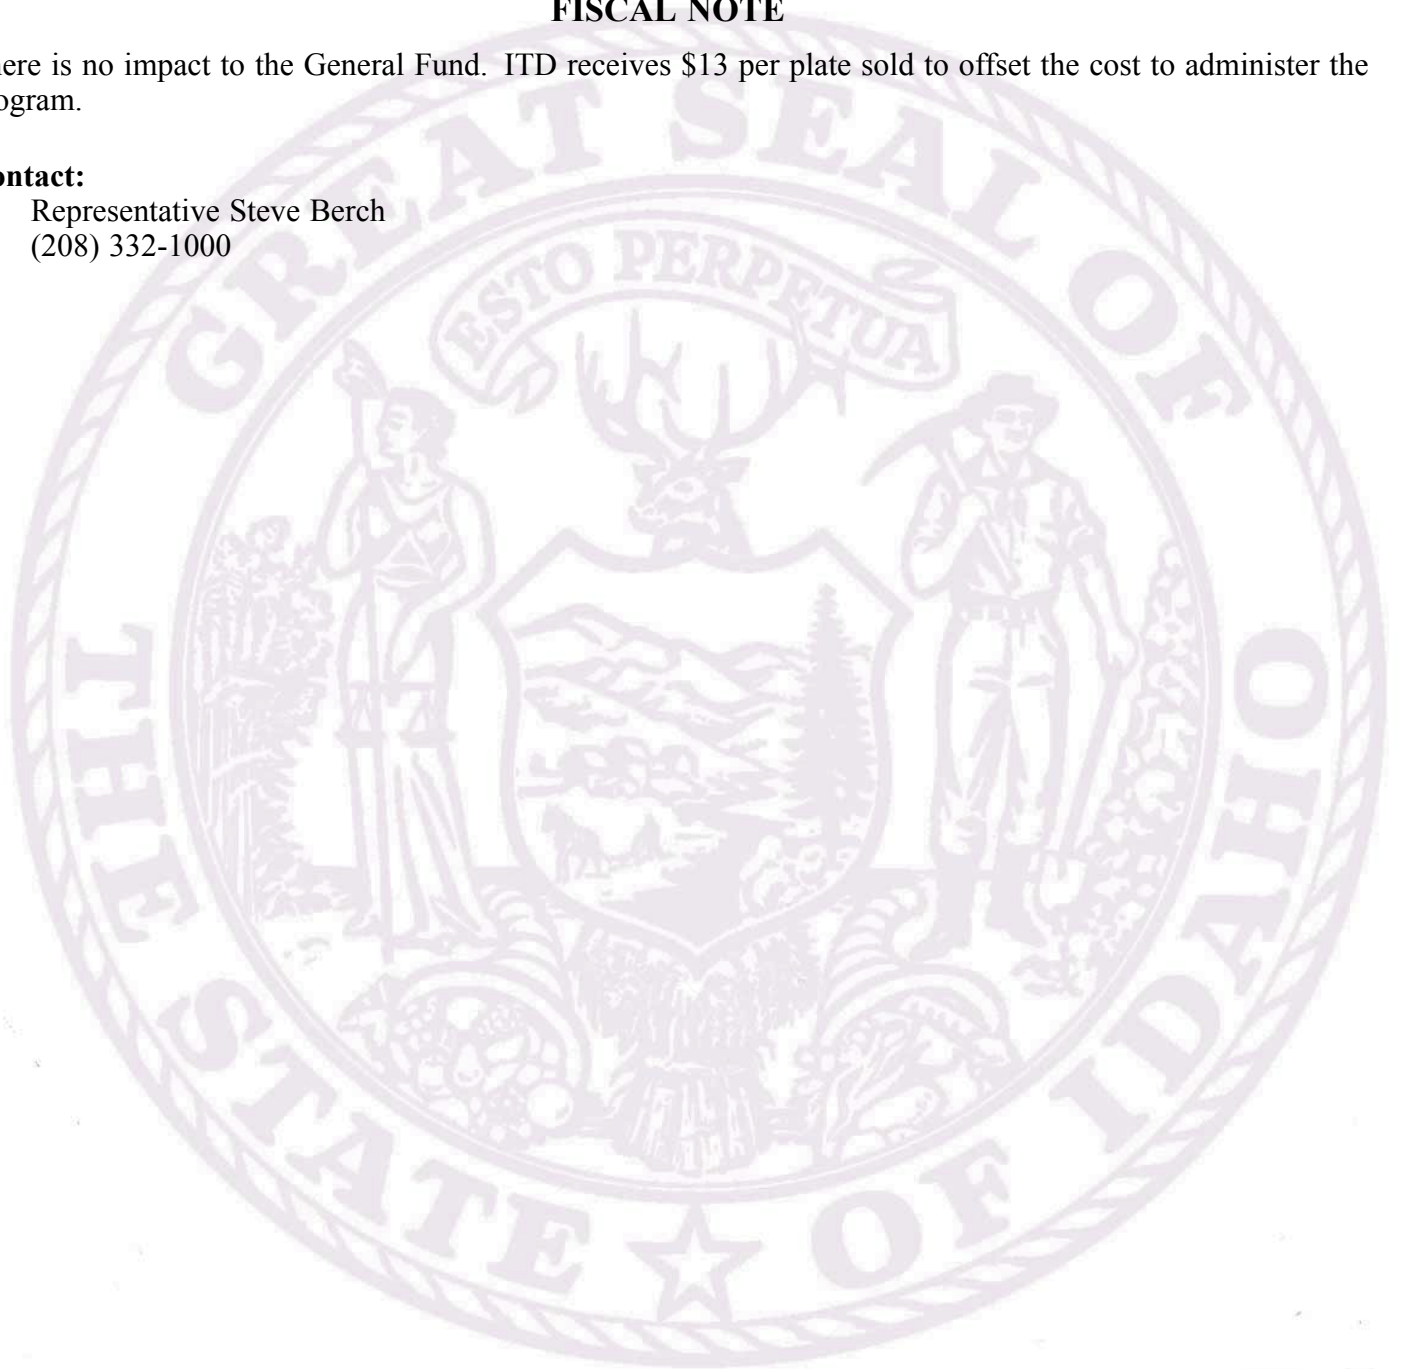 FISCAL NOTE
here is no impact to the General Fund. ITD receives $13 per plate sold to offset the cost to administer the
ogram.
ontact:
Representative Steve Berch
(208) 332-1000
GREAT SEAL OF
ESTO PERPETUA
THE STATE OF IDAHO